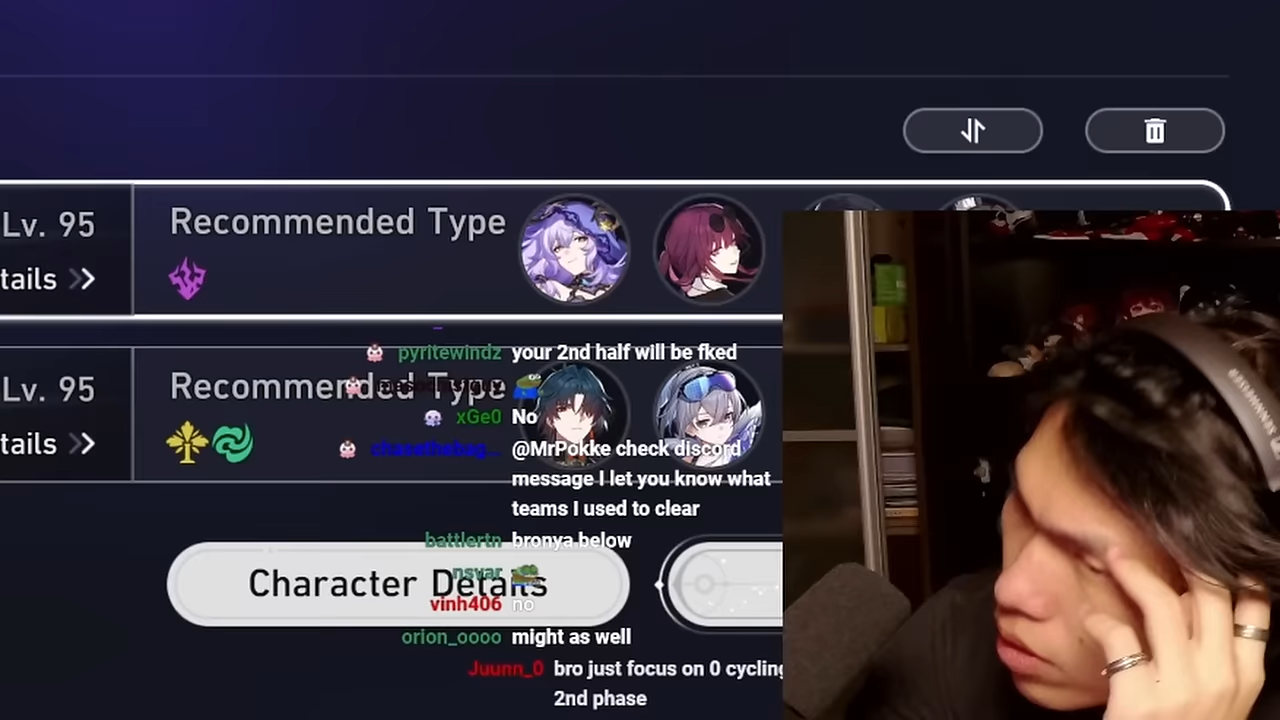 Lv. 95
Recommended Type
tails
pyritewindz your 2nd half will be fked
Lv. 95
Recommended Type
xGe0 No
tails
@MrPokke check discord
message I let you know what
teams I used to clear
battlertn bronya below
Character Details
nsvar
vinh406 no
orion_oooo might as well
Juunn_0 bro just focus on 0 cycling
2nd phase